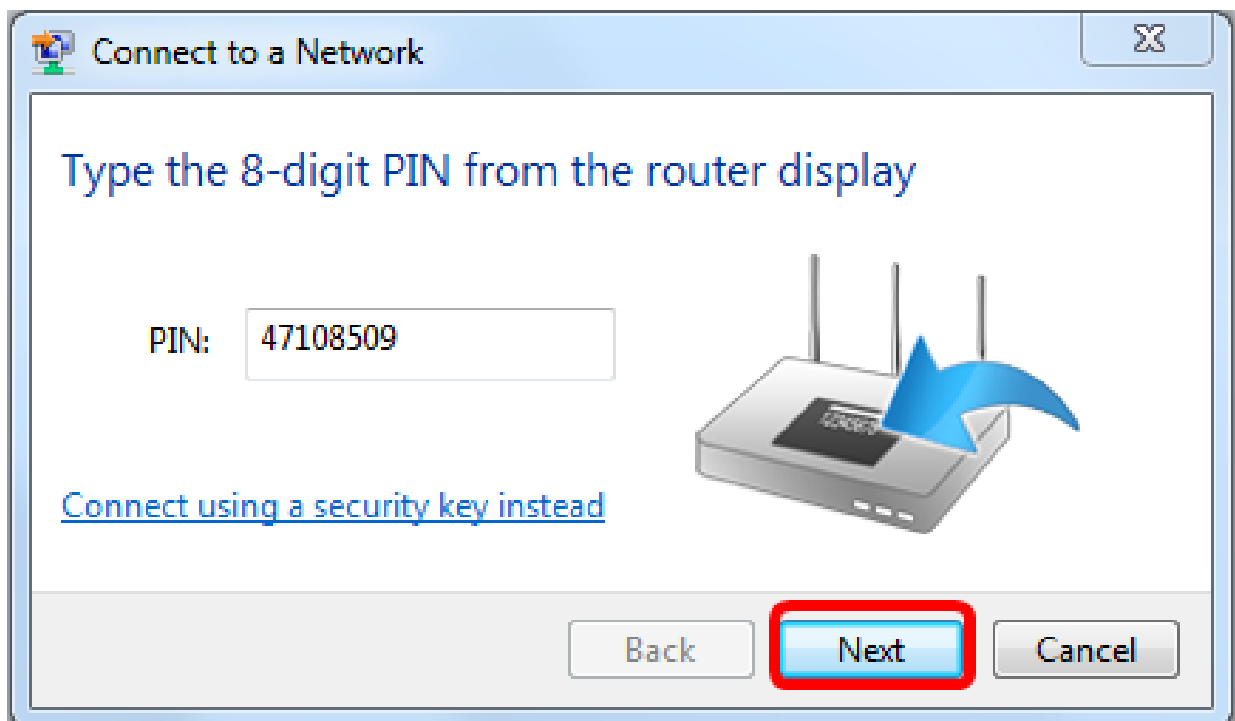 Connect to a Network
Type the 8-digit PIN from the router display
PIN: 47108509
Connect using a security key instead
Back Next Cancel